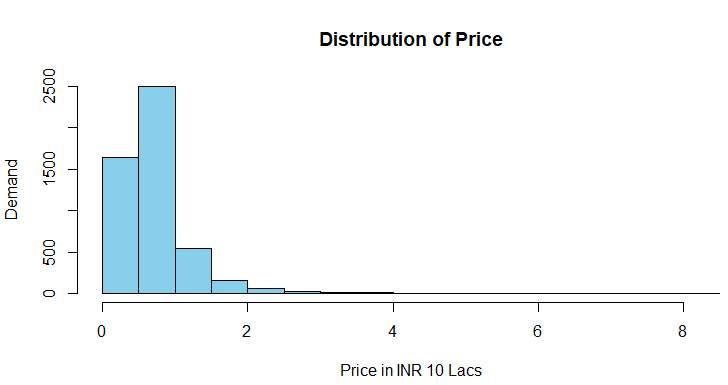 Distribution of Price
2500
1500
500
0
Demand
0 2 4 6 8
Price in INR 10 Lacs